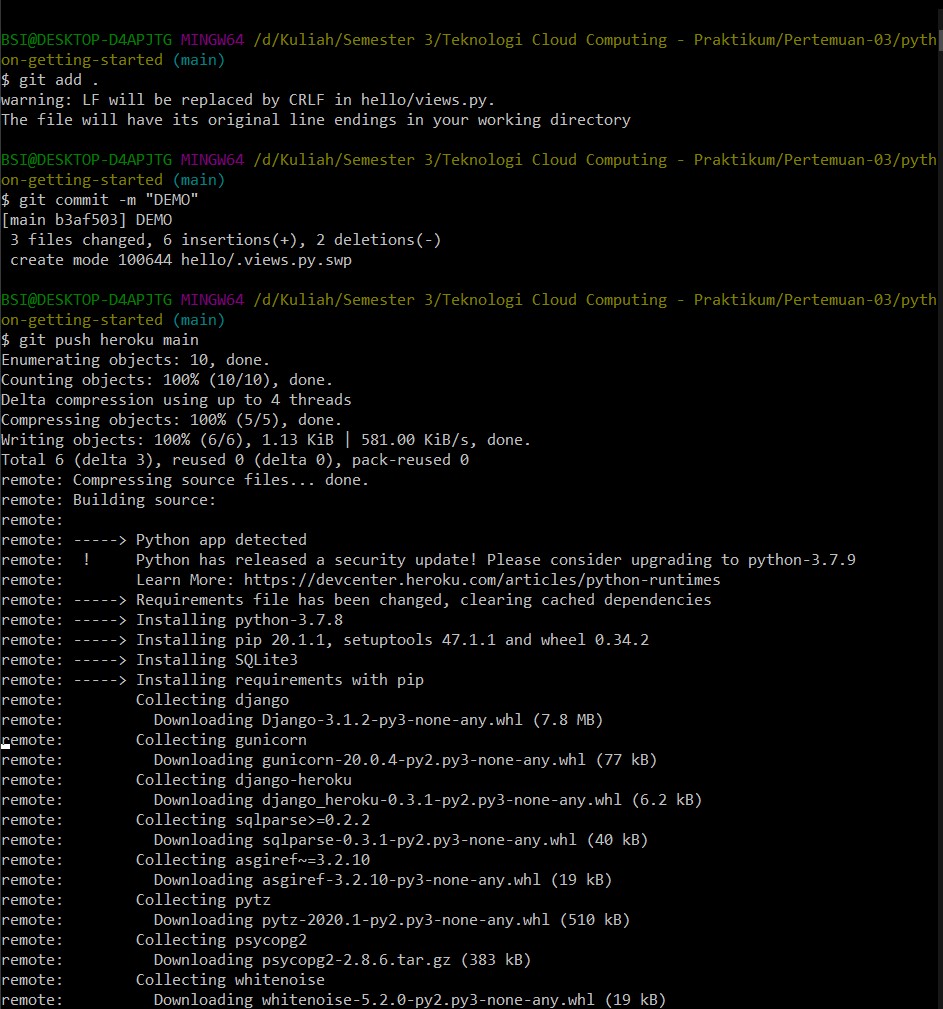 BSI@DESKTOP-D4APJTG MINGW64 /d/Kuliah/Semester 3/Teknologi Cloud Computing - Praktikum/Pertemuan-03/pyth
on-getting-started (main)
$ git add .
warning: LF will be replaced by CRLF in hello/views.py.
The file will have its original line endings in your working directory

BSI@DESKTOP-D4APJTG MINGW64 /d/Kuliah/Semester 3/Teknologi Cloud Computing - Praktikum/Pertemuan-03/pyth
on-getting-started (main)
$ git commit -m "DEMO"
[main b3af503] DEMO
 3 files changed, 6 insertions(+), 2 deletions(-)
 create mode 100644 hello/.views.py.swp

BSI@DESKTOP-D4APJTG MINGW64 /d/Kuliah/Semester 3/Teknologi Cloud Computing - Praktikum/Pertemuan-03/pyth
on-getting-started (main)
$ git push heroku main
Enumerating objects: 10, done.
Counting objects: 100% (10/10), done.
Delta compression using up to 4 threads
Compressing objects: 100% (5/5), done.
Writing objects: 100% (6/6), 1.13 KiB | 581.00 KiB/s, done.
Total 6 (delta 3), reused 0 (delta 0), pack-reused 0
remote: Compressing source files... done.
remote: Building source:
remote:
remote: -----> Python app detected
remote:  !     Python has released a security update! Please consider upgrading to python-3.7.9
remote:        Learn More: https://devcenter.heroku.com/articles/python-runtimes
remote: -----> Requirements file has been changed, clearing cached dependencies
remote: -----> Installing python-3.7.8
remote: -----> Installing pip 20.1.1, setuptools 47.1.1 and wheel 0.34.2
remote: -----> Installing SQLite3
remote: -----> Installing requirements with pip
remote:        Collecting django
remote:          Downloading Django-3.1.2-py3-none-any.whl (7.8 MB)
remote:        Collecting gunicorn
remote:          Downloading gunicorn-20.0.4-py2.py3-none-any.whl (77 kB)
remote:        Collecting django-heroku
remote:          Downloading django_heroku-0.3.1-py2.py3-none-any.whl (6.2 kB)
remote:        Collecting sqlparse>=0.2.2
remote:          Downloading sqlparse-0.3.1-py2.py3-none-any.whl (40 kB)
remote:        Collecting asgiref~=3.2.10
remote:          Downloading asgiref-3.2.10-py3-none-any.whl (19 kB)
remote:        Collecting pytz
remote:          Downloading pytz-2020.1-py2.py3-none-any.whl (510 kB)
remote:        Collecting psycopg2
remote:          Downloading psycopg2-2.8.6.tar.gz (383 kB)
remote:        Collecting whitenoise
remote:          Downloading whitenoise-5.2.0-py2.py3-none-any.whl (19 kB)